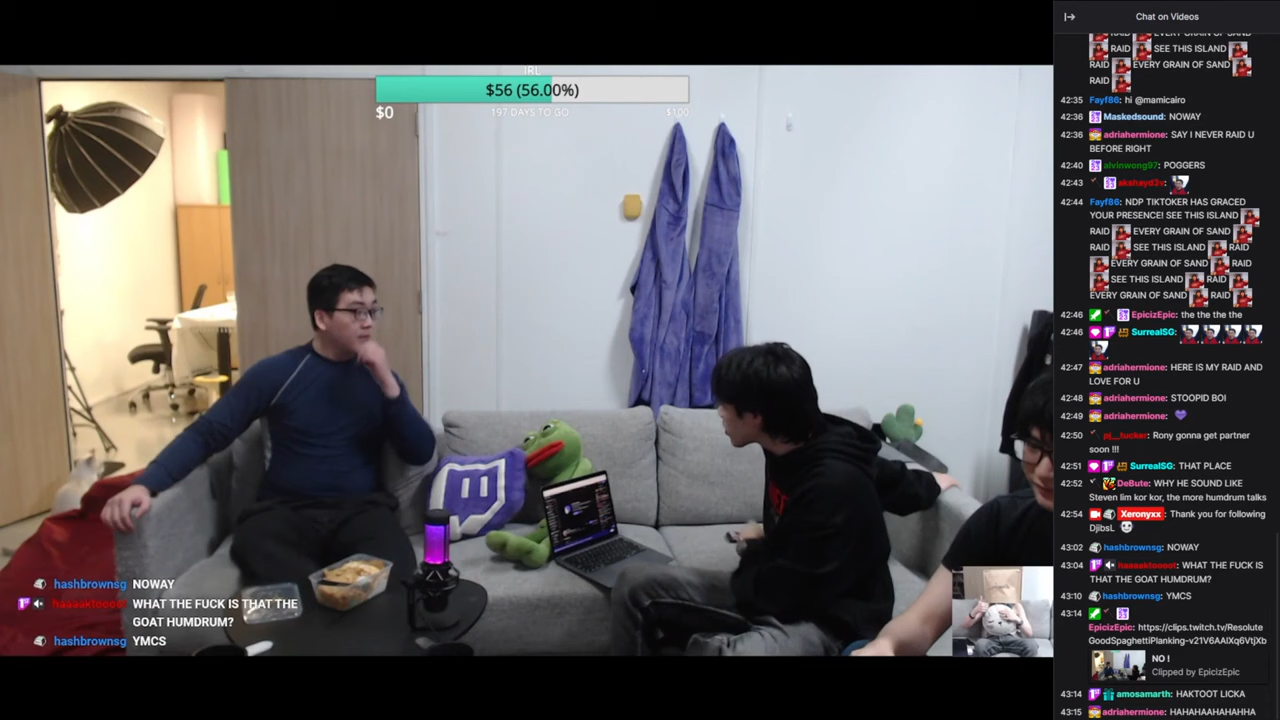 IRL
$56 (56.00%)
$0
197 DAYS TO GO
$100
hashbrownsg NOWAY
haaaktoooot WHAT THE FUCK IS THAT THE
GOAT HUMDRUM?
hashbrownsg YMCS
Chat on Videos
RAID EVERY GRAIN OF SAND
RAID SEE THIS ISLAND
RAID EVERY GRAIN OF SAND
RAID
42:35 Fayf86: hi @mamicairo
42:36 Maskedsound: NOWAY
42:36 adriahermione: SAY I NEVER RAID U
BEFORE RIGHT
42:40 alvinwong97: POGGERS
42:43 akshayd3v:
42:44 Fayf86: NDP TIKTOKER HAS GRACED
YOUR PRESENCE! SEE THIS ISLAND
RAID EVERY GRAIN OF SAND
RAID SEE THIS ISLAND RAID
EVERY GRAIN OF SAND RAID
SEE THIS ISLAND RAID
EVERY GRAIN OF SAND RAID
42:46 EpicizEpic: the the the the
42:46 SurrealSG:
42:47 adriahermione: HERE IS MY RAID AND
LOVE FOR U
42:48 adriahermione: STOOPID BOI
42:49 adriahermione:
42:50 pj__tucker: Rony gonna get partner
soon !!!
42:51 SurrealSG: THAT PLACE
42:52 DeBute: WHY HE SOUND LIKE
Steven lim kor kor, the more humdrum talks
42:54 Xeronyxx: Thank you for following
DjibsL
43:02 hashbrownsg: NOWAY
43:04 haaaktoooot: WHAT THE FUCK IS
THAT THE GOAT HUMDRUM?
43:10 hashbrownsg: YMCS
43:14
EpicizEpic: https://clips.twitch.tv/Resolute
GoodSpaghettiPlanking-v21V6AAIXq6VtjXb
NO !
Clipped by EpicizEpic
43:14 amosamarth: HAKTOOT LICKA
43:15 adriahermione: HAHAHAAHAHAHHA